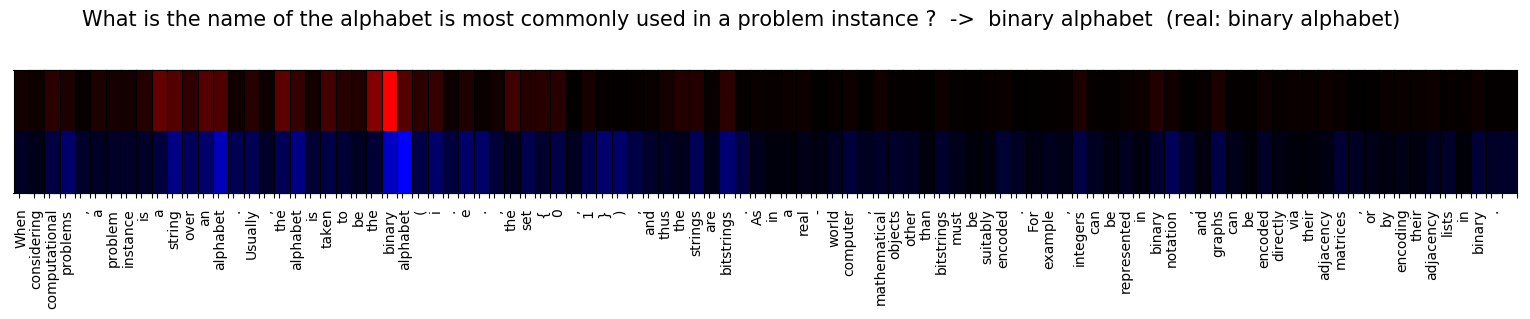 What is the name of the alphabet is most commonly used in a problem instance ? -> binary alphabet (real: binary alphabet)
When considering computational problems , a problem instance is a string over an alphabet . Usually , the alphabet is taken to be the binary alphabet ( i . e . , the set { 0 , 1 } ) , and thus the strings are bitstrings . As in a real - world computer , mathematical objects other than bitstrings must be suitably encoded . For example , integers can be represented in binary notation , and graphs can be encoded directly via their adjacency matrices , or by encoding their adjacency lists in binary .